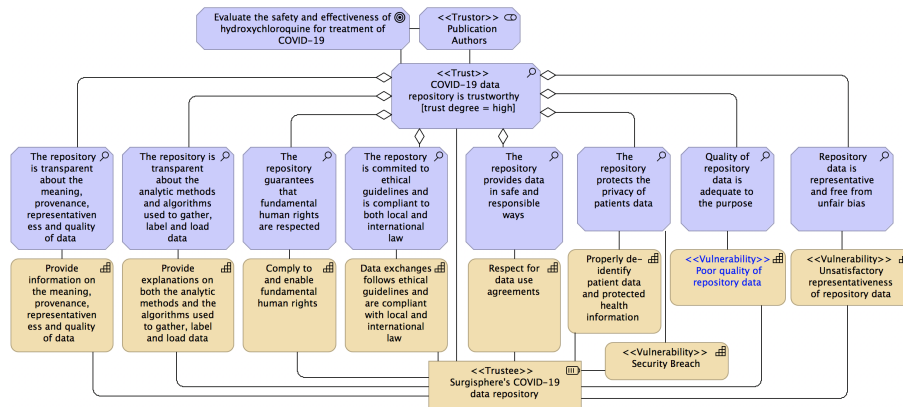 Evaluate the safety and effectiveness of
hydroxychloroquine for treatment of
COVID-19
<<Trustor>>
Publication
Authors
<<Trust>>
COVID-19 data
repository is trustworthy
[trust degree = high]
The repository
is transparent
about the
meaning,
provenance,
representativen
ess and quality
of data
The repository is
transparent
about the
analytic methods
and algorithms
used to gather,
label and load
data
The
repository
guarantees
that
fundamental
human rights
are respected
The repostory
is commited to
ethical
guidelines and
is compliant to
both local and
international
law
The
repository
provides data
in safe and
responsible
ways
The
repository
protects the
privacy of
patients data
Quality of
repository
data is
adequate to
the purpose
Repository
data is
representative
and free from
unfair bias
Provide
information on
the meaning,
provenance,
representativen
ess and quality
of data
Provide
explanations on
both the analytic
methods and the
algorithms used
to gather, label
and load data
Comply to
and enable
fundamental
human rights
Data exchanges
follows ethical
guidelines and
are compliant
with local and
international
law
Respect for
data use
agreements
Properly de-
identify
patient data
and protected
health
information
<<Vulnerability>>
Poor quality of
repository data
<<Vulnerability>>
Unsatisfactory
representativeness
of repository data
<<Vulnerability>>
Security Breach
<<Trustee>>
Surgisphere's COVID-19
data repository